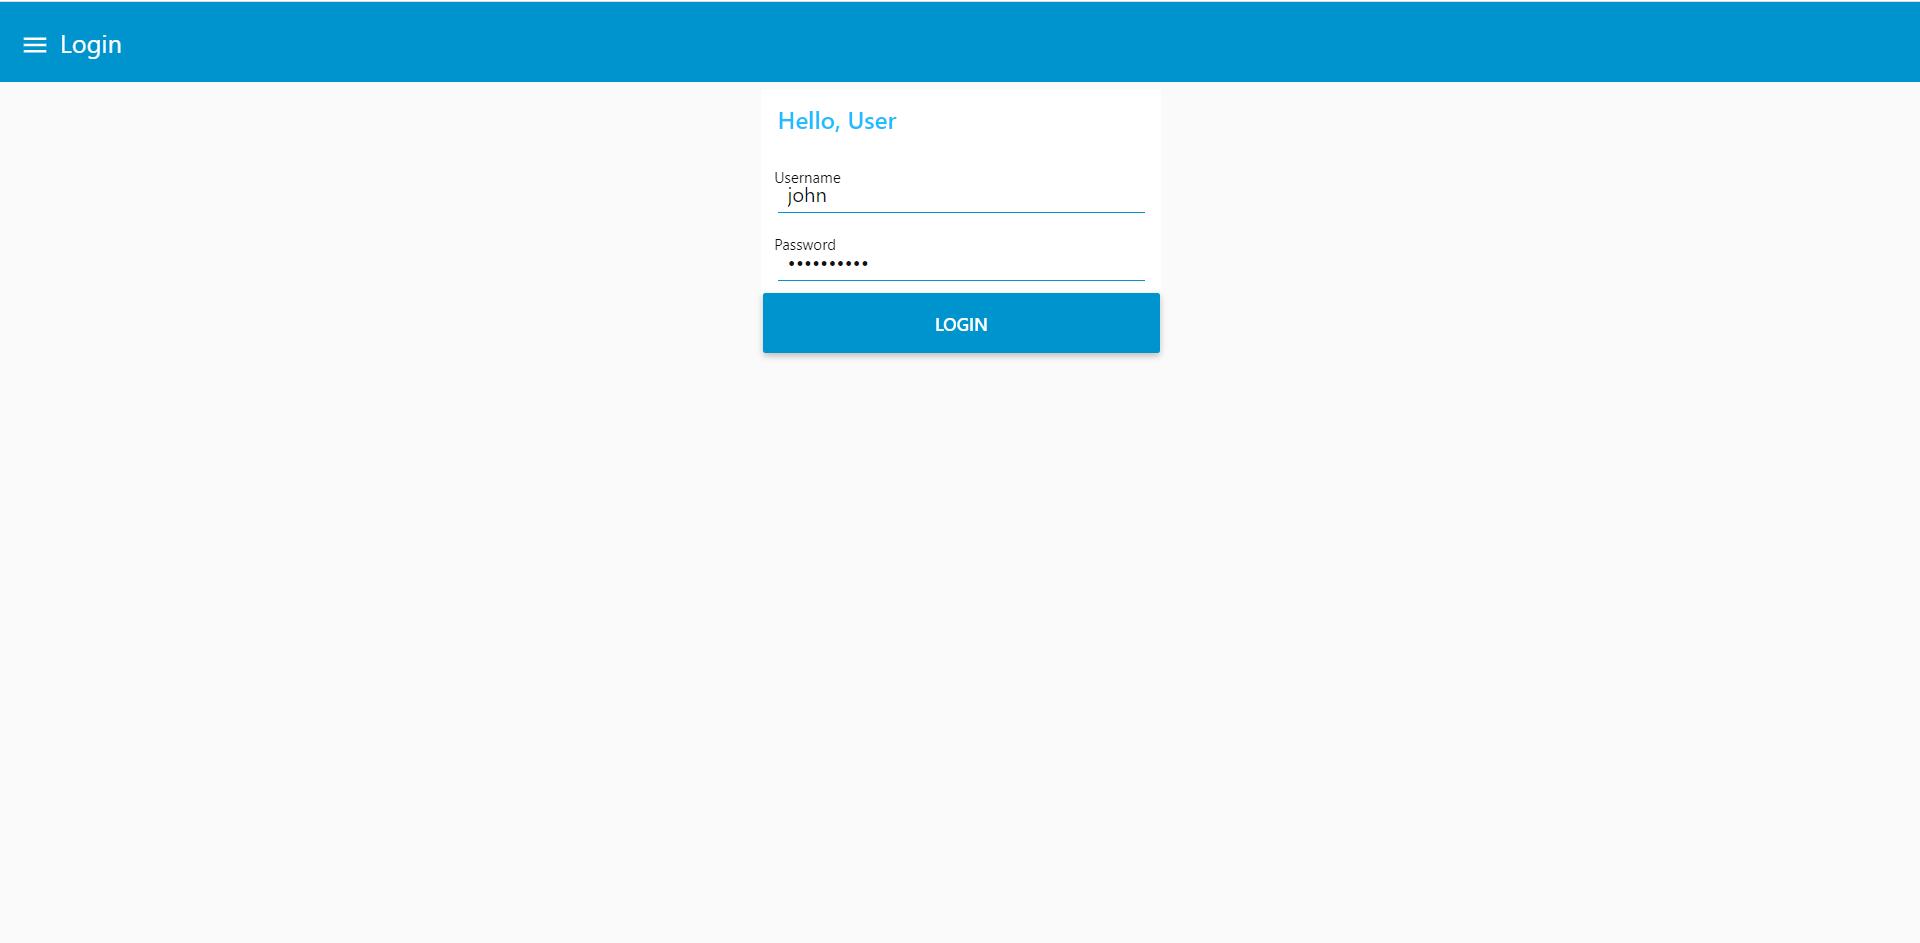 Login
Hello, User
Username
john
Password
••••••••••
LOGIN